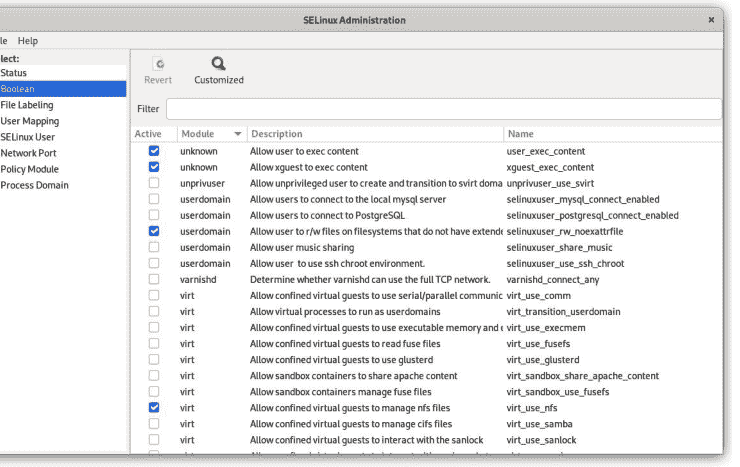 SELinux Administration
le Help
lect:
Status
Boolean
File Labeling
User Mapping
SELinux User
Network Port
Policy Module
Process Domain
Revert Customized
Filter
Active Module Description Name
unknown Allow user to exec content user_exec_content
unknown Allow xguest to exec content xguest_exec_content
unprivuser Allow unprivileged user to create and transition to svirt doma unprivuser_use_svirt
userdomain Allow users to connect to the local mysql server selinuxuser_mysql_connect_enabled
userdomain Allow users to connect to PostgreSQL selinuxuser_postgresql_connect_enabled
userdomain Allow user to r/w files on filesystems that do not have extende selinuxuser_rw_noexattrfile
userdomain Allow user music sharing selinuxuser_share_music
userdomain Allow user to use ssh chroot environment. selinuxuser_use_ssh_chroot
varnishd Determine whether varnishd can use the full TCP network. varnishd_connect_any
virt Allow confined virtual guests to use serial/parallel communic virt_use_comm
virt Allow virtual processes to run as userdomains virt_transition_userdomain
virt Allow confined virtual guests to use executable memory and e virt_use_execmem
virt Allow confined virtual guests to read fuse files virt_use_fusefs
virt Allow confined virtual guests to use glusterd virt_use_glusterd
virt Allow sandbox containers to share apache content virt_sandbox_share_apache_content
virt Allow sandbox containers manage fuse files virt_sandbox_use_fusefs
virt Allow confined virtual guests to manage nfs files virt_use_nfs
virt Allow confined virtual guests to manage cifs files virt_use_samba
virt Allow confined virtual guests to interact with the sanlock virt_use_sanlock